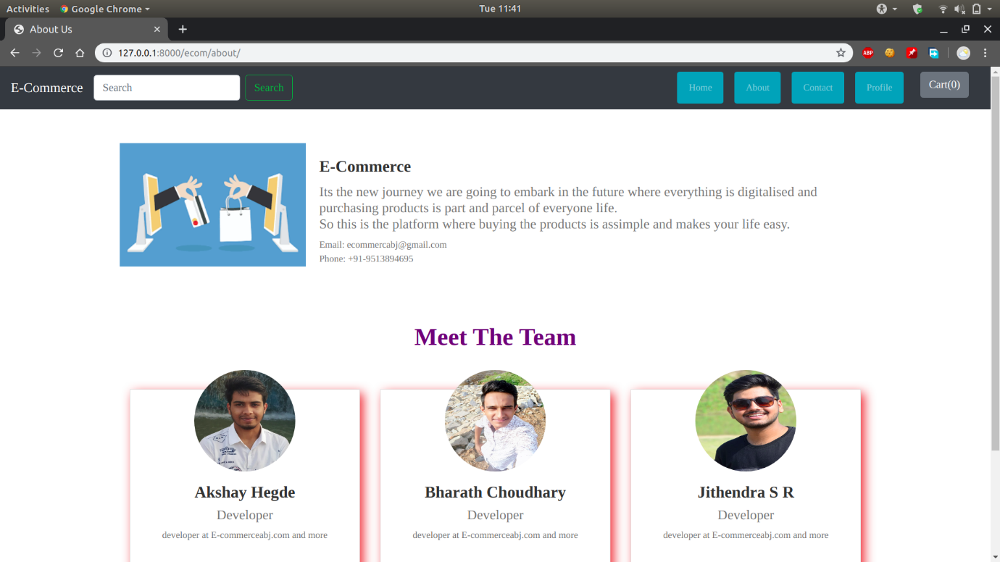 Activities Google Chrome Tue 11:41
About Us
127.0.0.1:8000/ecom/about/
ABP
E-Commerce Search Search Home About Contact Profile Cart(0)
E-Commerce
Its the new journey we are going to embark in the future where everything is digitalised and
purchasing products is part and parcel of everyone life.
So this is the platform where buying the products is assimple and makes your life easy.
Email: ecommercabj@gmail.com
Phone: +91-9513894695
Meet The Team
Akshay Hegde Bharath Choudhary Jithendra S R
Developer Developer Developer
developer at E-commerceabj.com and more developer at E-commerceabj.com and more developer at E-commerceabj.com and more